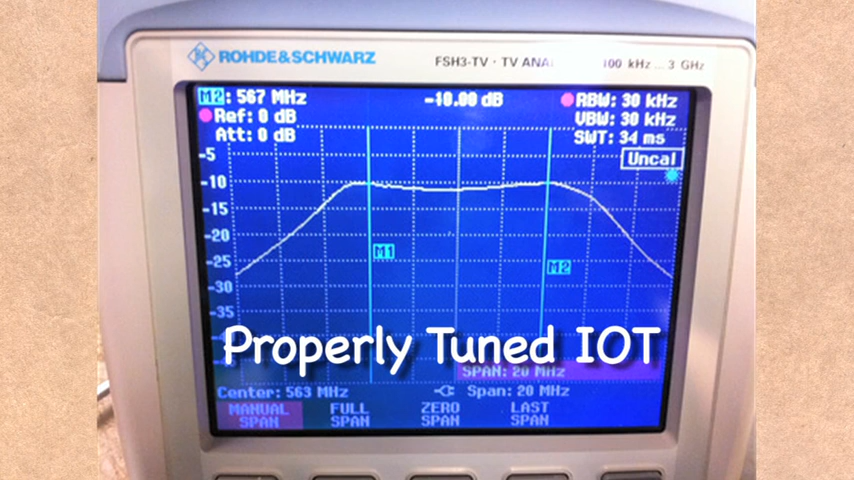 ROHDE&SCHWARZ
FSH3-TV · TV ANA
100 kHz ... 3 GHz
M2: 567 MHz
-10.00 dB
RBW: 30 kHz
Ref: 0 dB
VBW: 30 kHz
Att: 0 dB
SWT: 34 ms
Uncal
-5
-10
-15
-20
-25
-30
-35
M1
M2
Properly Tuned IOT
SPAN: 20 MHz
Center: 563 MHz
Span: 20 MHz
MANUAL SPAN
FULL SPAN
ZERO SPAN
LAST SPAN